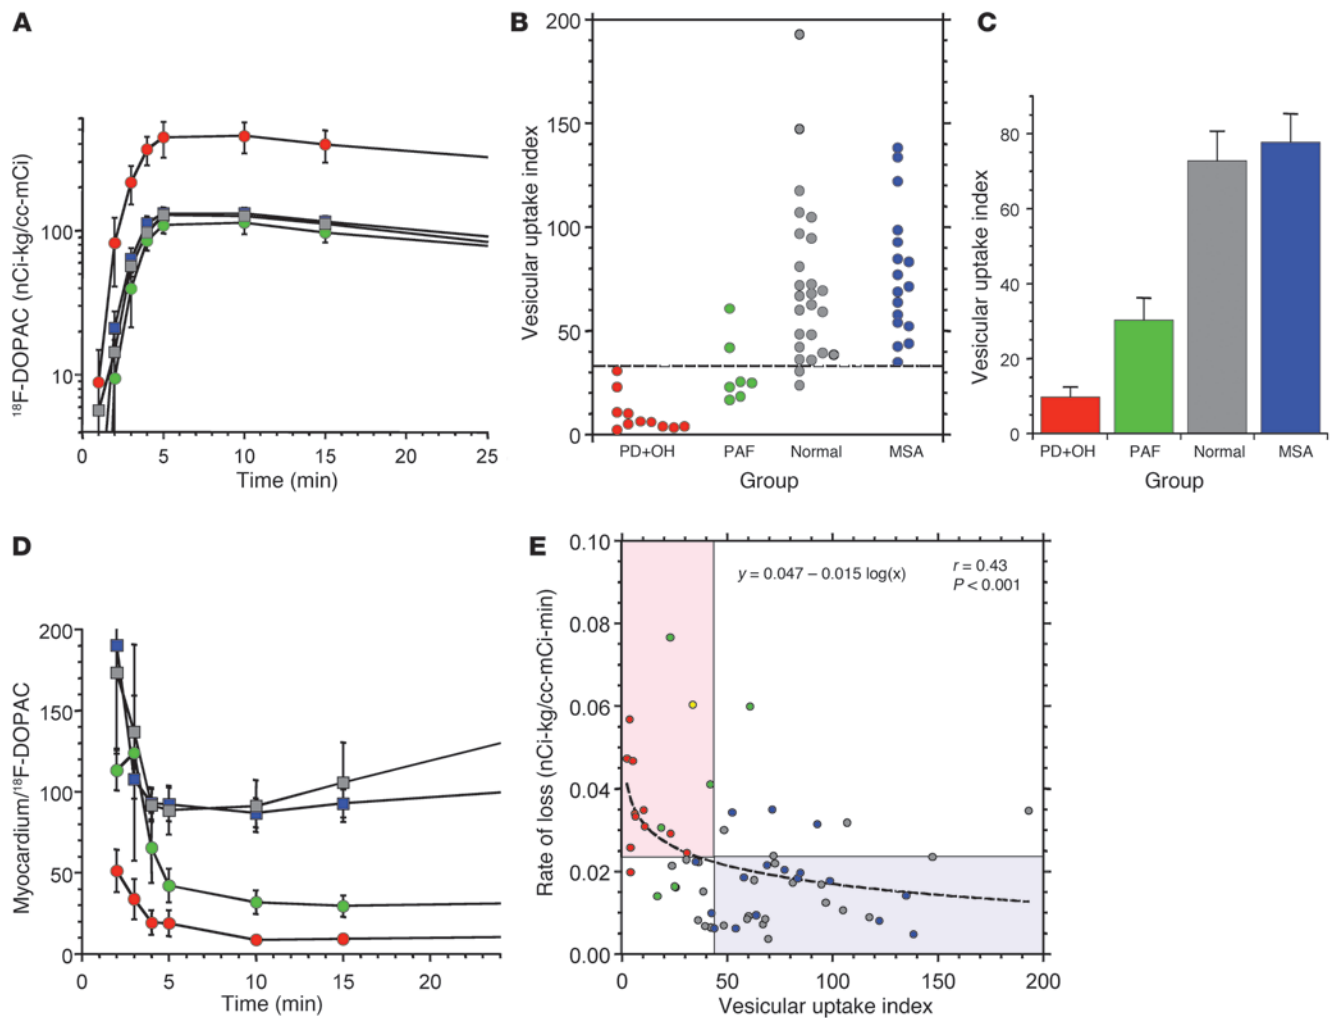 A
¹⁸F-DOPAC (nCi-kg/cc-mCi)
100
10
0 5 10 15 20 25
Time (min)
B
Vesicular uptake index
200
150
100
50
0
PD+OH PAF Normal MSA
Group
C
Vesicular uptake index
80
60
40
20
0
PD+OH PAF Normal MSA
Group
D
Myocardium/¹⁸F-DOPAC
200
150
100
50
0
0 5 10 15 20
Time (min)
E
Rate of loss (nCi-kg/cc-mCi-min)
0.10
0.08
0.06
0.04
0.02
0.00
y = 0.047 – 0.015 log(x)
r = 0.43
P < 0.001
0 50 100 150 200
Vesicular uptake index